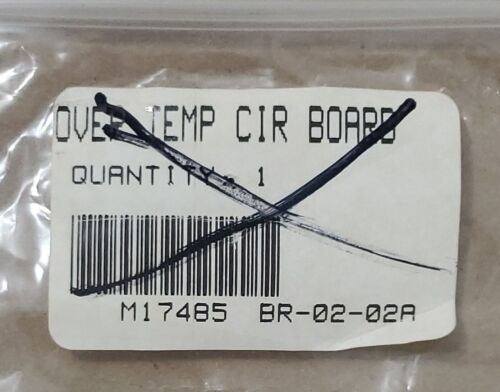 OVER TEMP CIR BOARD
QUANTITY: 1
M17485 BR-02-02A